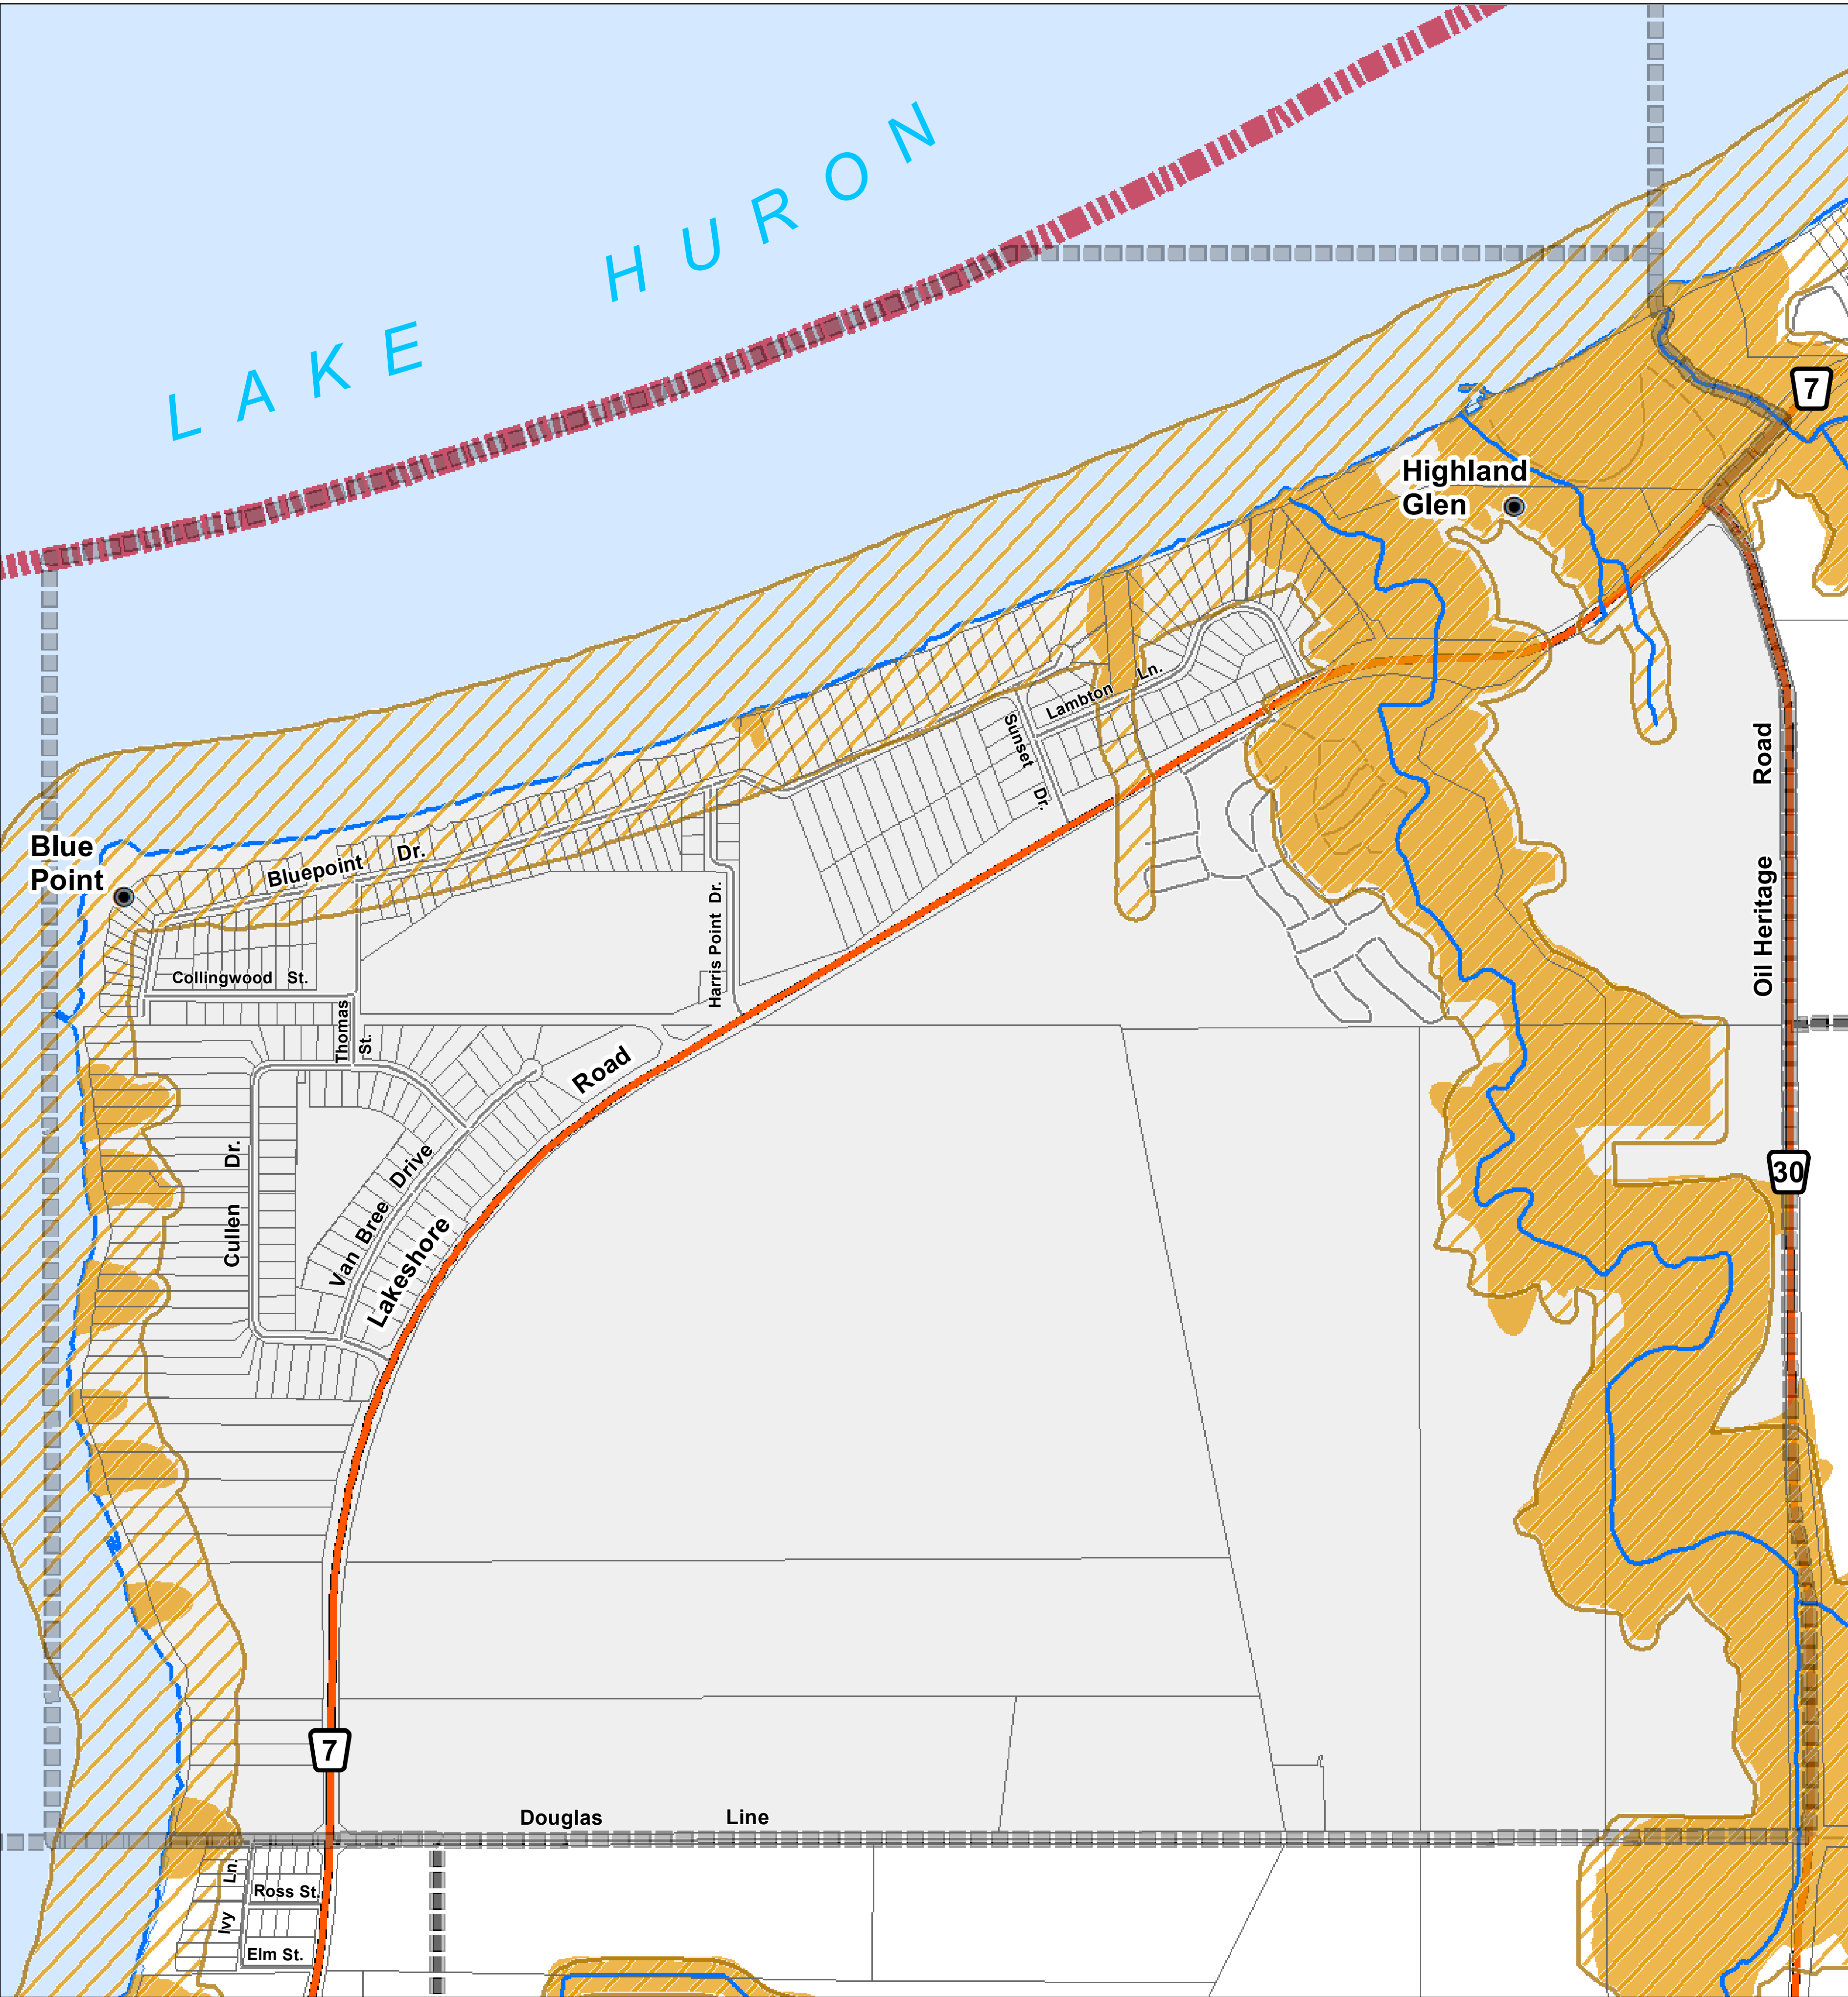 LAKE HURON
7
Highland
Glen
Lambton Ln.
Sunset Dr.
Oil Heritage Road
Blue
Point
Bluepoint Dr.
Harris Point Dr.
Collingwood St.
Thomas St.
Lakeshore Road
Cullen Dr.
Van Bree Drive
30
7
Douglas Line
Ivy Ln.
Ross St.
Elm St.